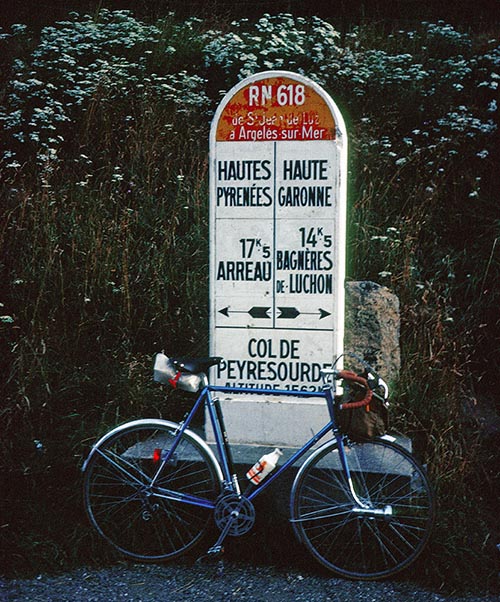 RN 618
de St Jean de Luz
a Argelès-sur-Mer
HAUTES
PYRENÉES
HAUTE
GARONNE
17K5
ARREAU
14K5
BAGNÈRES
DE-LUCHON
COL DE
PEYRESOURDE
ALTITUDE